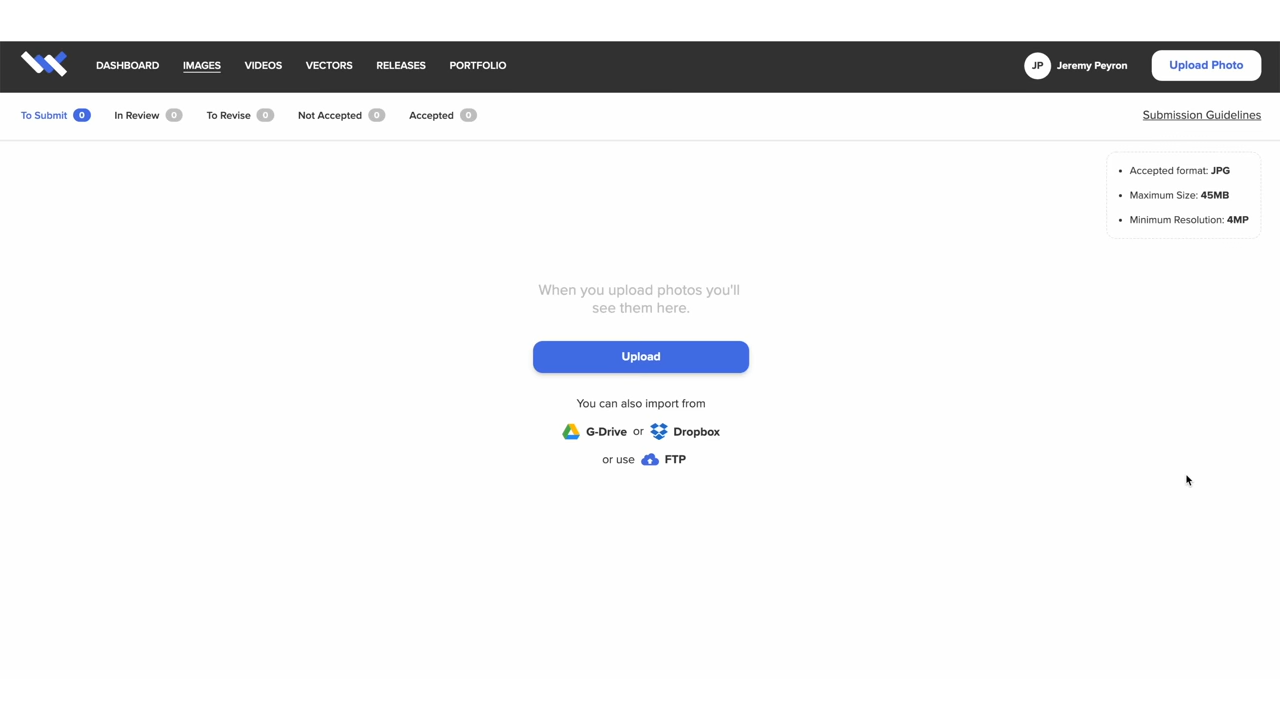 DASHBOARD IMAGES VIDEOS VECTORS RELEASES PORTFOLIO JP Jeremy Peyron Upload Photo
To Submit 0 In Review 0 To Revise 0 Not Accepted 0 Accepted 0 Submission Guidelines
• Accepted format: JPG
• Maximum Size: 45MB
• Minimum Resolution: 4MP
When you upload photos you'll
see them here.
Upload
You can also import from
G-Drive or Dropbox
or use FTP